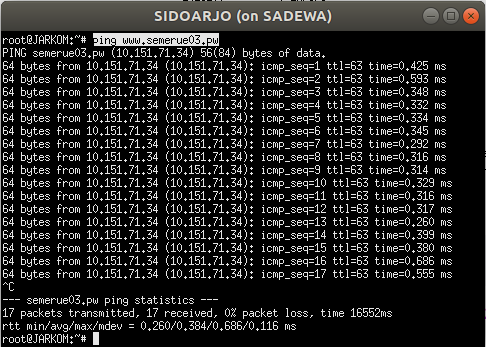 SIDOARJO (on SADEWA)
root@JARKOM:~# ping www.semerue03.pw
PING semerue03.pw (10.151.71.34) 56(84) bytes of data.
64 bytes from 10.151.71.34 (10.151.71.34): icmp_seq=1 ttl=63 time=0.425 ms
64 bytes from 10.151.71.34 (10.151.71.34): icmp_seq=2 ttl=63 time=0.593 ms
64 bytes from 10.151.71.34 (10.151.71.34): icmp_seq=3 ttl=63 time=0.348 ms
64 bytes from 10.151.71.34 (10.151.71.34): icmp_seq=4 ttl=63 time=0.332 ms
64 bytes from 10.151.71.34 (10.151.71.34): icmp_seq=5 ttl=63 time=0.334 ms
64 bytes from 10.151.71.34 (10.151.71.34): icmp_seq=6 ttl=63 time=0.345 ms
64 bytes from 10.151.71.34 (10.151.71.34): icmp_seq=7 ttl=63 time=0.292 ms
64 bytes from 10.151.71.34 (10.151.71.34): icmp_seq=8 ttl=63 time=0.316 ms
64 bytes from 10.151.71.34 (10.151.71.34): icmp_seq=9 ttl=63 time=0.314 ms
64 bytes from 10.151.71.34 (10.151.71.34): icmp_seq=10 ttl=63 time=0.329 ms
64 bytes from 10.151.71.34 (10.151.71.34): icmp_seq=11 ttl=63 time=0.316 ms
64 bytes from 10.151.71.34 (10.151.71.34): icmp_seq=12 ttl=63 time=0.317 ms
64 bytes from 10.151.71.34 (10.151.71.34): icmp_seq=13 ttl=63 time=0.260 ms
64 bytes from 10.151.71.34 (10.151.71.34): icmp_seq=14 ttl=63 time=0.399 ms
64 bytes from 10.151.71.34 (10.151.71.34): icmp_seq=15 ttl=63 time=0.380 ms
64 bytes from 10.151.71.34 (10.151.71.34): icmp_seq=16 ttl=63 time=0.686 ms
64 bytes from 10.151.71.34 (10.151.71.34): icmp_seq=17 ttl=63 time=0.555 ms
^C
--- semerue03.pw ping statistics ---
17 packets transmitted, 17 received, 0% packet loss, time 16552ms
rtt min/avg/max/mdev = 0.260/0.384/0.686/0.116 ms
root@JARKOM:~#